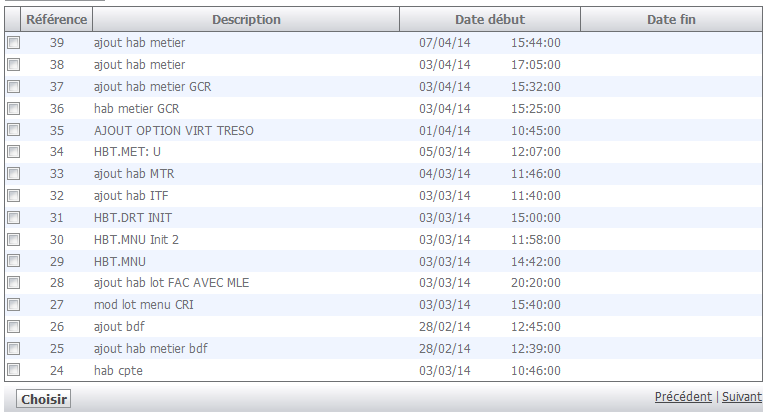 Référence Description Date début Date fin
39 ajout hab metier 07/04/14 15:44:00
38 ajout hab metier 03/04/14 17:05:00
37 ajout hab metier GCR 03/04/14 15:32:00
36 hab metier GCR 03/04/14 15:25:00
35 AJOUT OPTION VIRT TRESO 01/04/14 10:45:00
34 HBT.MET: U 05/03/14 12:07:00
33 ajout hab MTR 04/03/14 11:46:00
32 ajout hab ITF 03/03/14 11:40:00
31 HBT.DRT INIT 03/03/14 15:00:00
30 HBT.MNU Init 2 03/03/14 11:58:00
29 HBT.MNU 03/03/14 14:42:00
28 ajout hab lot FAC AVEC MLE 03/03/14 20:20:00
27 mod lot menu CRI 03/03/14 15:40:00
26 ajout bdf 28/02/14 12:45:00
25 ajout hab metier bdf 28/02/14 12:39:00
24 hab cpte 03/03/14 10:46:00
Choisir Précédent | Suivant